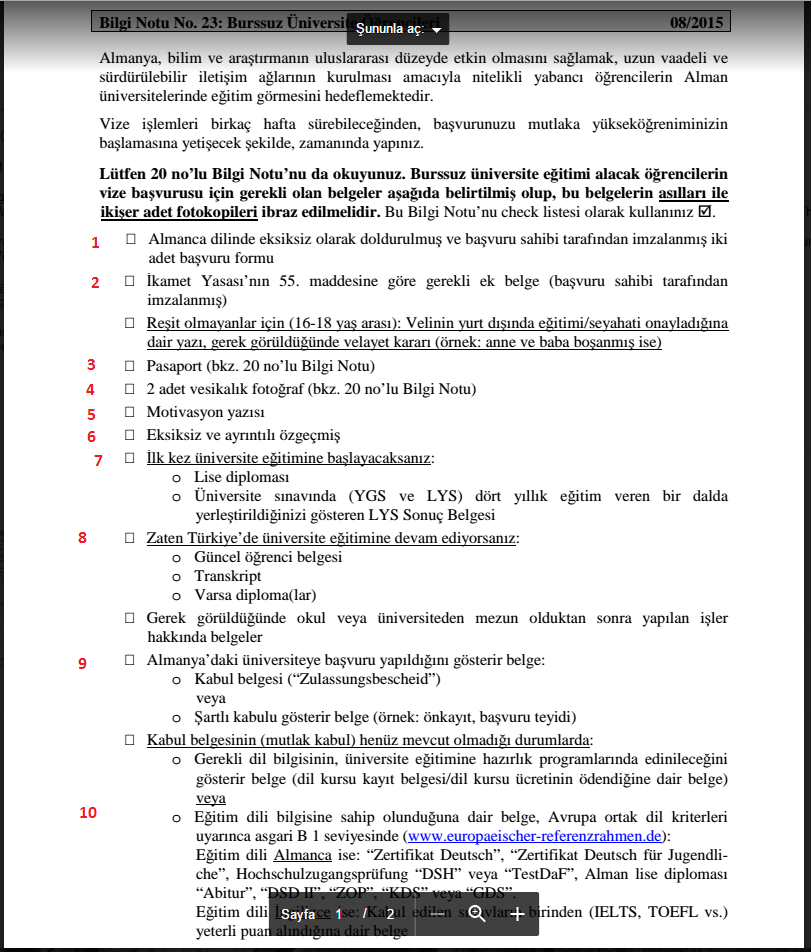 Bilgi Notu No. 23: Burssuz Üniversite Öğrencileri 08/2015
Şununla aç:
Almanya, bilim ve araştırmanın uluslararası düzeyde etkin olmasını sağlamak, uzun vaadeli ve
sürdürülebilir iletişim ağlarının kurulması amacıyla nitelikli yabancı öğrencilerin Alman
üniversitelerinde eğitim görmesini hedeflemektedir.
Vize işlemleri birkaç hafta sürebileceğinden, başvurunuzu mutlaka yükseköğreniminizin
başlamasına yetişecek şekilde, zamanında yapınız.
Lütfen 20 no'lu Bilgi Notu'nu da okuyunuz. Burssuz üniversite eğitimi alacak öğrencilerin
vize başvurusu için gerekli olan belgeler aşağıda belirtilmiş olup, bu belgelerin asılları ile
ikişer adet fotokopileri ibraz edilmelidir. Bu Bilgi Notu'nu check listesi olarak kullanınız ☑.
1 □ Almanca dilinde eksiksiz olarak doldurulmuş ve başvuru sahibi tarafından imzalanmış iki
adet başvuru formu
2 □ İkamet Yasası'nın 55. maddesine göre gerekli ek belge (başvuru sahibi tarafından
imzalanmış)
□ Reşit olmayanlar için (16-18 yaş arası): Velinin yurt dışında eğitimi/seyahati onayladığına
dair yazı, gerek görüldüğünde velayet kararı (örnek: anne ve baba boşanmış ise)
3 □ Pasaport (bkz. 20 no'lu Bilgi Notu)
4 □ 2 adet vesikalık fotoğraf (bkz. 20 no'lu Bilgi Notu)
5 □ Motivasyon yazısı
6 □ Eksiksiz ve ayrıntılı özgeçmiş
7 □ İlk kez üniversite eğitimine başlayacaksanız:
o Lise diploması
o Üniversite sınavında (YGS ve LYS) dört yıllık eğitim veren bir dalda
yerleştirildiğinizi gösteren LYS Sonuç Belgesi
8 □ Zaten Türkiye'de üniversite eğitimine devam ediyorsanız:
o Güncel öğrenci belgesi
o Transkript
o Varsa diploma(lar)
□ Gerek görüldüğünde okul veya üniversiteden mezun olduktan sonra yapılan işler
hakkında belgeler
9 □ Almanya'daki üniversiteye başvuru yapıldığını gösterir belge:
o Kabul belgesi (“Zulassungsbescheid”)
veya
o Şartlı kabulu gösterir belge (örnek: önkayıt, başvuru teyidi)
□ Kabul belgesinin (mutlak kabul) henüz mevcut olmadığı durumlarda:
o Gerekli dil bilgisinin, üniversite eğitimine hazırlık programlarında edinileceğini
gösterir belge (dil kursu kayıt belgesi/dil kursu ücretinin ödendiğine dair belge)
veya
10 o Eğitim dili bilgisine sahip olunduğuna dair belge, Avrupa ortak dil kriterleri
uyarınca asgari B 1 seviyesinde (www.europaeischer-referenzrahmen.de):
Eğitim dili Almanca ise: “Zertifikat Deutsch”, “Zertifikat Deutsch für Jugendli-
che”, Hochschulzugangsprüfung “DSH” veya “TestDaF”, Alman lise diploması
“Abitur”, “DSD II”, “ZOP”, “KDS” veya “GDS”.
Eğitim dili İngilizce ise: Kabul edilen sınavların birinden (IELTS, TOEFL vs.)
Sayfa 1 / 2 — +
yeterli puan alındığına dair belge